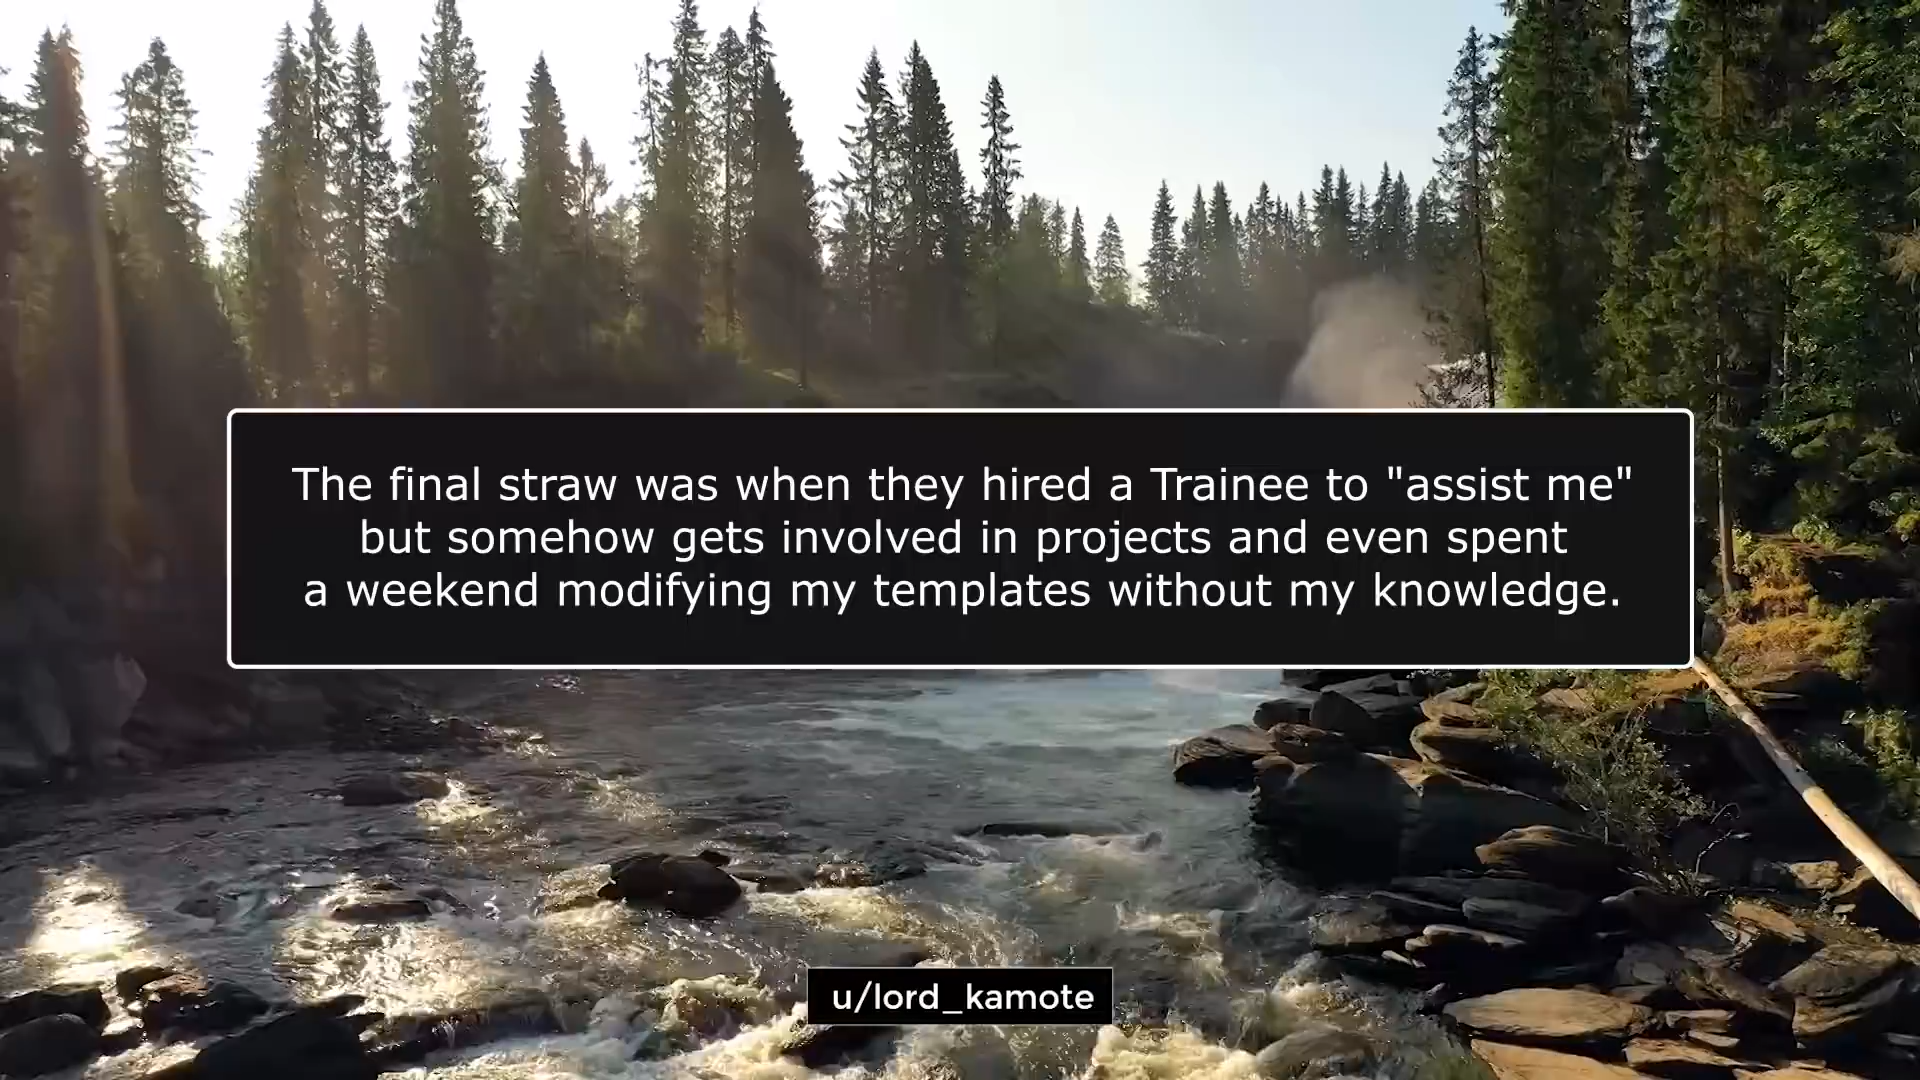 The final straw was when they hired a Trainee to "assist me"
but somehow gets involved in projects and even spent
a weekend modifying my templates without my knowledge.
u/lord_kamote